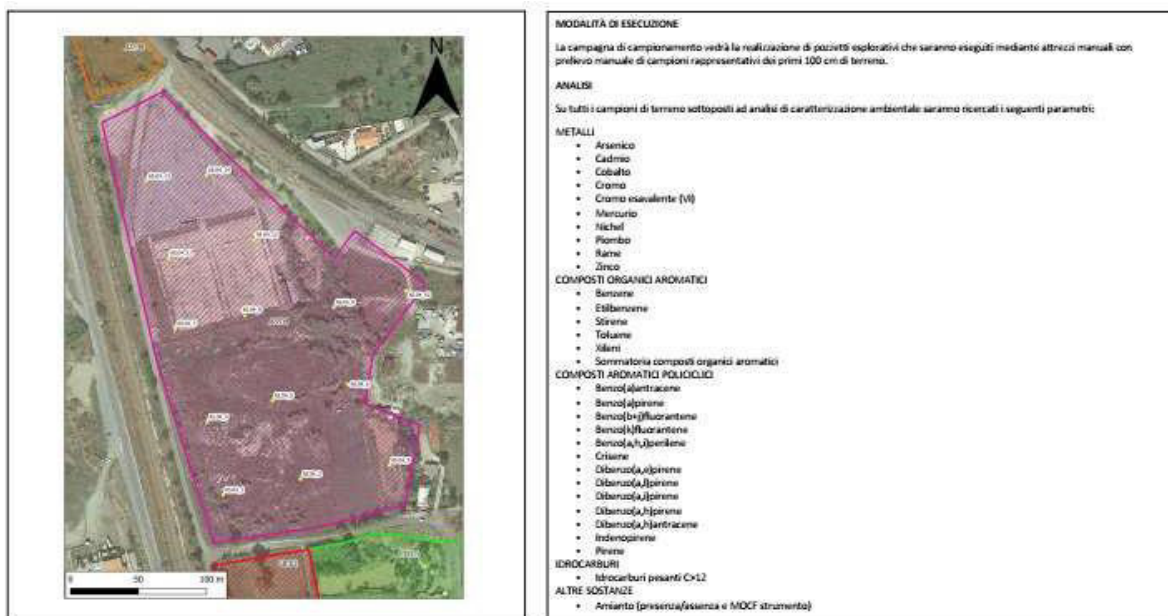 N
0
50
100 m
MODALITÀ DI ESECUZIONE
La campagna di campionamento vedrà la realizzazione di pozzetti esplorativi che saranno eseguiti mediante attrezzi manuali con
prelievo manuale di campioni rappresentativi dei primi 100 cm di terreno.
ANALISI
Su tutti i campioni di terreno sottoposti ad analisi di caratterizzazione ambientale saranno ricercati i seguenti parametri:
METALLI
• Arsenico
• Cadmio
• Cobalto
• Cromo
• Cromo esavalente (VI)
• Mercurio
• Nichel
• Piombo
• Rame
• Zinco
COMPOSTI ORGANICI AROMATICI
• Benzene
• Etilbenzene
• Stirene
• Toluene
• Xileni
• Sommatoria composti organici aromatici
COMPOSTI AROMATICI POLICICLICI
• Benzo(a)antracene
• Benzo(a)pirene
• Benzo(b+j)fluorantene
• Benzo(k)fluorantene
• Benzo(a,h,i)perilene
• Crisene
• Dibenzo(a,e)pirene
• Dibenzo(a,l)pirene
• Dibenzo(a,i)pirene
• Dibenzo(a,h)pirene
• Dibenzo(a,h)antracene
• Indenopirene
• Pirene
IDROCARBURI
• Idrocarburi pesanti C>12
ALTRE SOSTANZE
• Amianto (presenza/assenza e MOCF strumento)